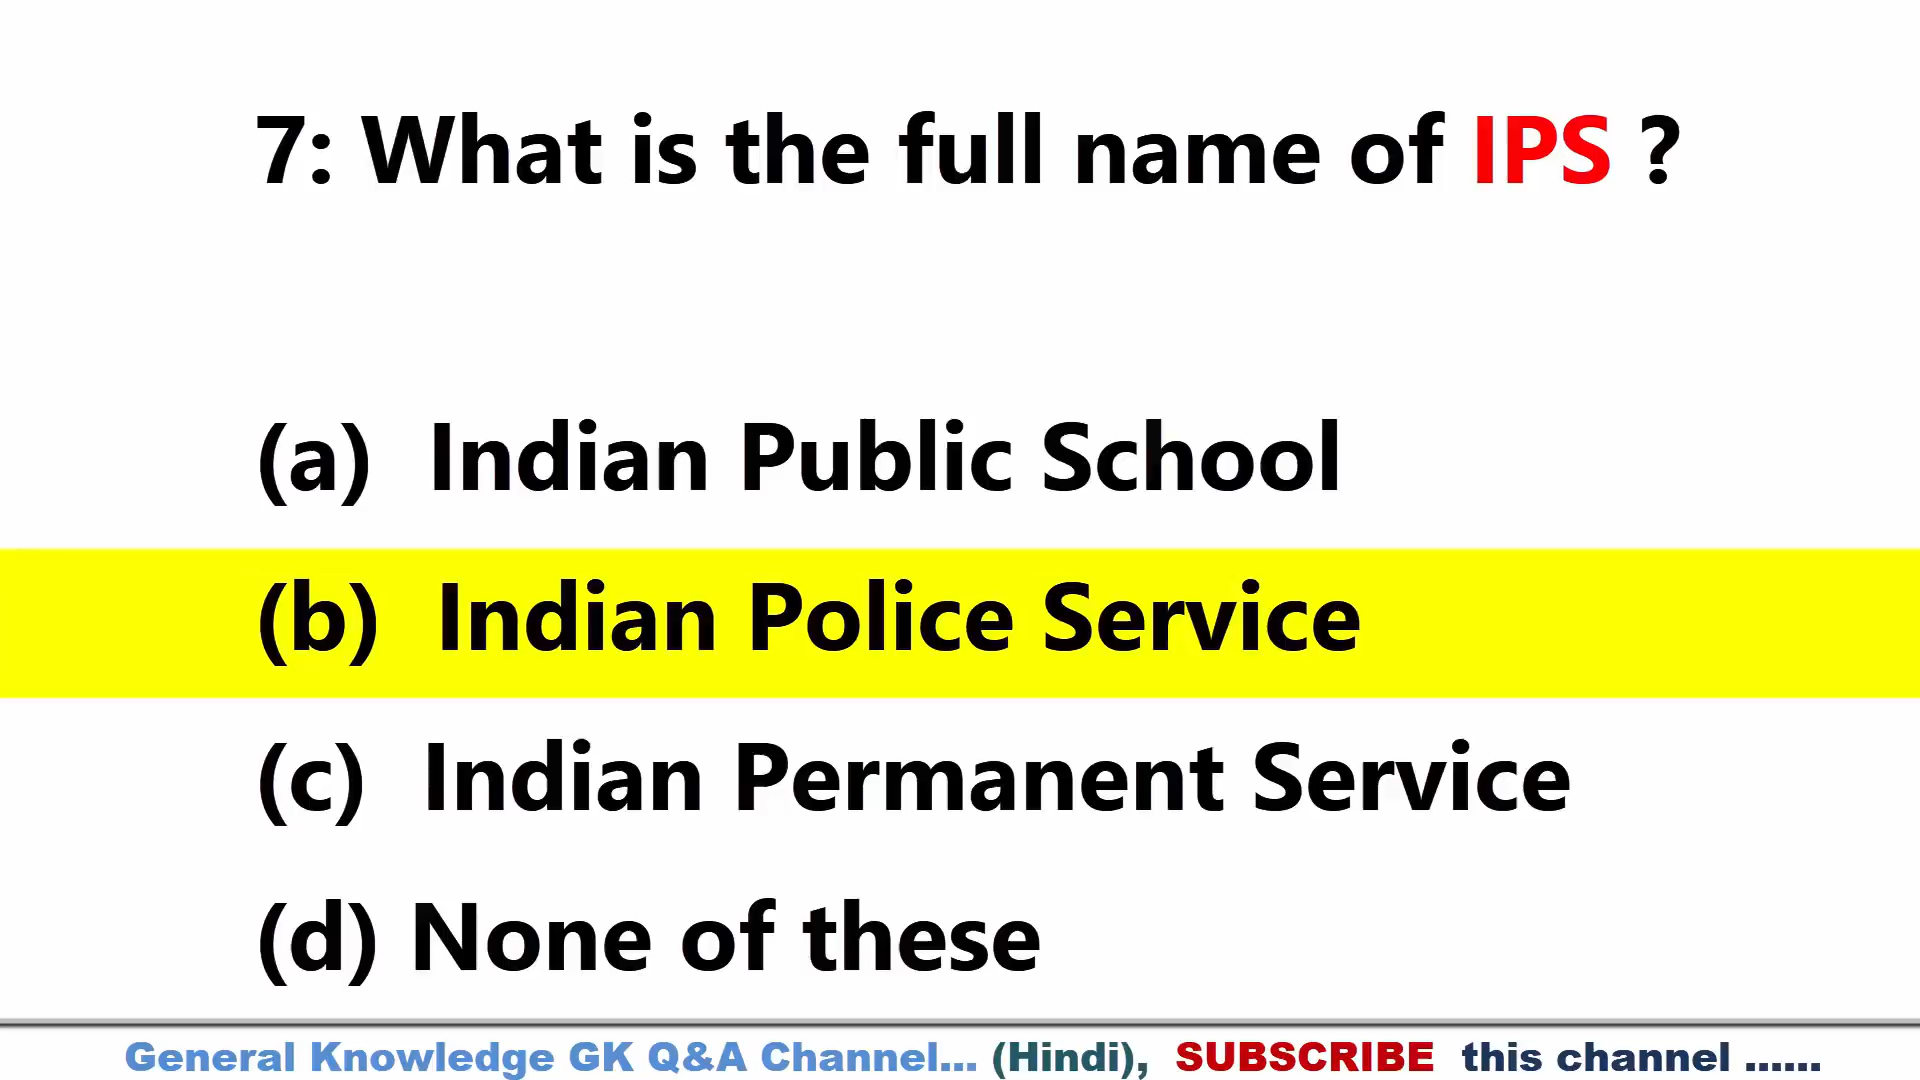 7: What is the full name of IPS ?
(a) Indian Public School
(b) Indian Police Service
(c) Indian Permanent Service
(d) None of these
General Knowledge GK Q&A Channel... (Hindi), SUBSCRIBE this channel ......